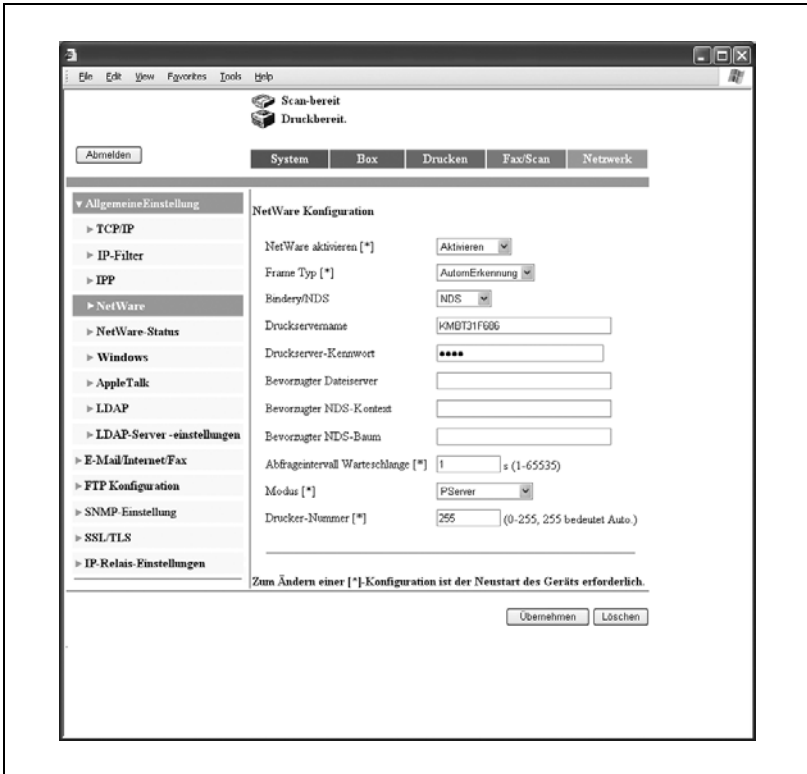 File Edit View Favorites Tools Help
Scan-bereit
Druckbereit.
Abmelden
System Box Drucken Fax/Scan Netzwerk
AllgemeineEinstellung
TCP/IP
IP-Filter
IPP
NetWare
NetWare-Status
Windows
AppleTalk
LDAP
LDAP-Server -einstellungen
E-Mail/Internet/Fax
FTP Konfiguration
SNMP-Einstellung
SSL/TLS
IP-Relais-Einstellungen
NetWare Konfiguration
NetWare aktivieren [*] Aktivieren
Frame Typ [*] AutomErkennung
Bindery/NDS NDS
Druckservername KMBT31F686
Druckserver-Kennwort ••••
Bevorzugter Dateiserver
Bevorzugter NDS-Kontext
Bevorzugter NDS-Baum
Abfrageintervall Warteschlange [*] 1 s (1-65535)
Modus [*] PServer
Drucker-Nummer [*] 255 (0-255, 255 bedeutet Auto.)
Zum Ändern einer [*]-Konfiguration ist der Neustart des Geräts erforderlich.
Übernehmen Löschen